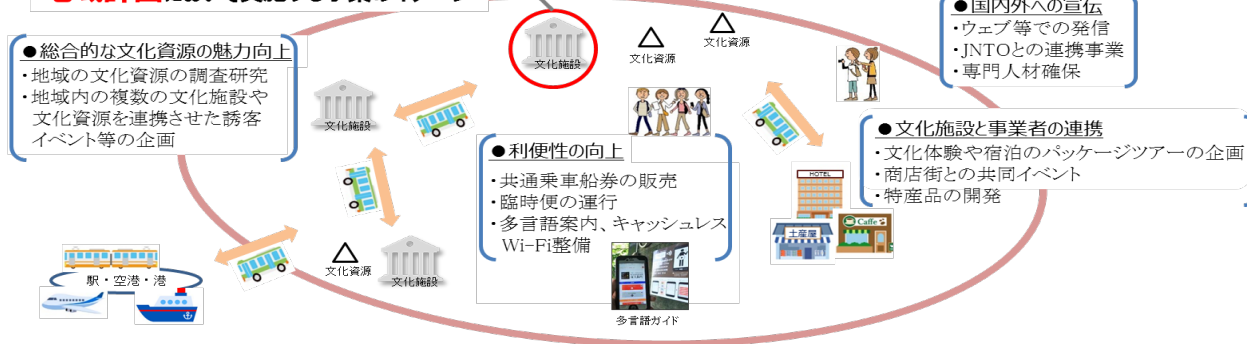 ●国内外への宣伝
・ウェブ等での発信
・JNTOとの連携事業
・専門人材確保
●総合的な文化資源の魅力向上
・地域の文化資源の調査研究
・地域内の複数の文化施設や
文化資源を連携させた誘客
イベント等の企画
文化施設
文化資源
文化資源
文化施設
●利便性の向上
・共通乗車船券の販売
・臨時便の運行
・多言語案内、キャッシュレス
Wi-Fi整備
●文化施設と事業者の連携
・文化体験や宿泊のパッケージツアーの企画
・商店街との共同イベント
・特産品の開発
HOTEL
土産屋
Caffe
文化資源
文化施設
駅・空港・港
多言語ガイド